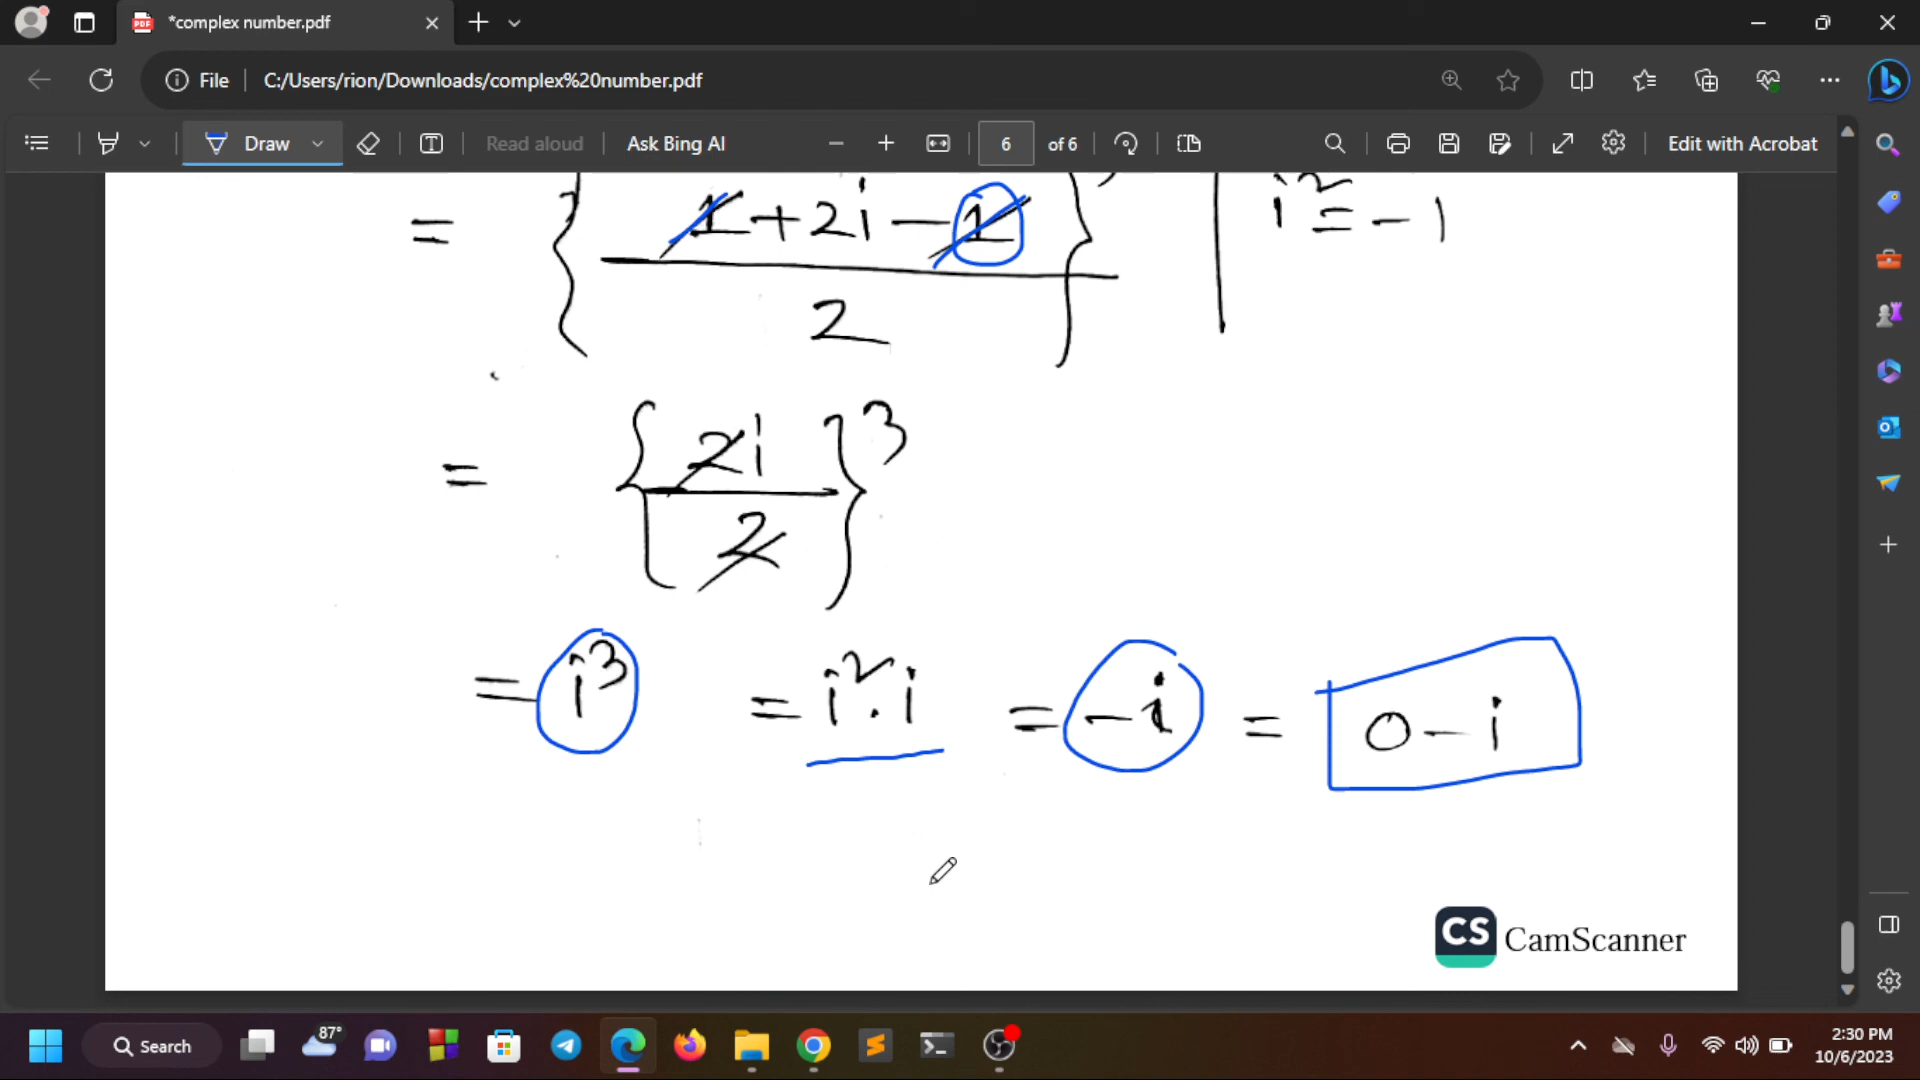 *complex number.pdf
File C:/Users/rion/Downloads/complex%20number.pdf
Draw Read aloud Ask Bing AI 6 of 6 Edit with Acrobat
= { 1 + 2i - 1 / 2 } i² = -1
= { 2i / 2 }³
= i³ = i² . i = -i = 0 - i
CS CamScanner
Search 87° 2:30 PM
10/6/2023